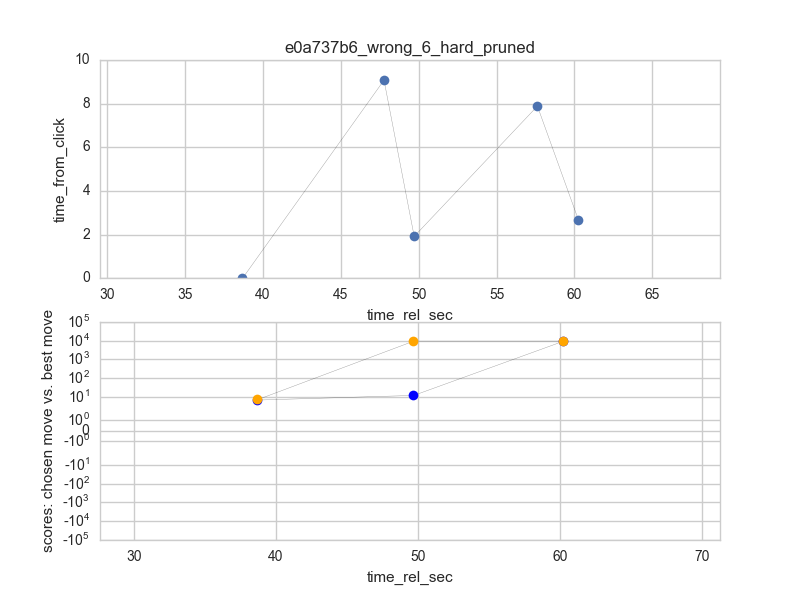 e0a737b6_wrong_6_hard_pruned
10
8
6
4
2
0
time_from_click
30 35 40 45 50 55 60 65
time_rel_sec
10^5
10^4
10^3
10^2
10^1
10^0
0
-10^0
-10^1
-10^2
-10^3
-10^4
-10^5
scores: chosen move vs. best move
30 40 50 60 70
time_rel_sec